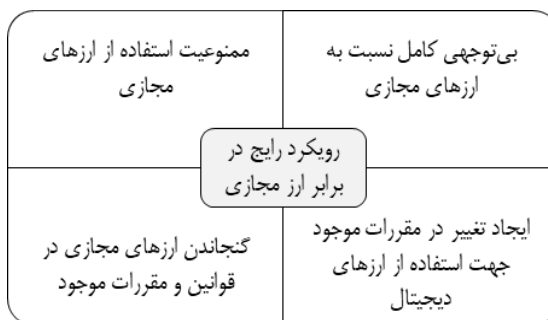 بی‌توجهی کامل نسبت به
ارزهای مجازی
ممنوعیت استفاده از ارزهای
مجازی
رویکرد رایج در
برابر ارز مجازی
ایجاد تغییر در مقررات موجود
جهت استفاده از ارزهای
دیجیتال
گنجاندن ارزهای مجازی در
قوانین و مقررات موجود